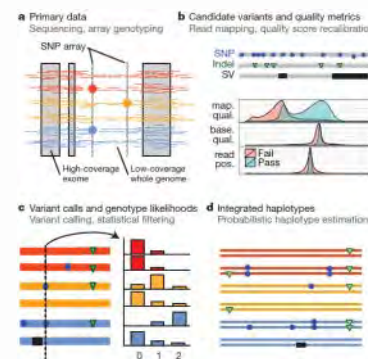 a Primary data
Sequencing, array genotyping
SNP array
High-coverage
exome
Low-coverage
whole genome
b Candidate variants and quality metrics
Read mapping, quality score recalibration
SNP
Indel
SV
map.
qual.
base.
qual.
read
pos.
Fail
Pass
c Variant calls and genotype likelihoods
Variant calling, statistical filtering
0 1 2
d Integrated haplotypes
Probabilistic haplotype estimation